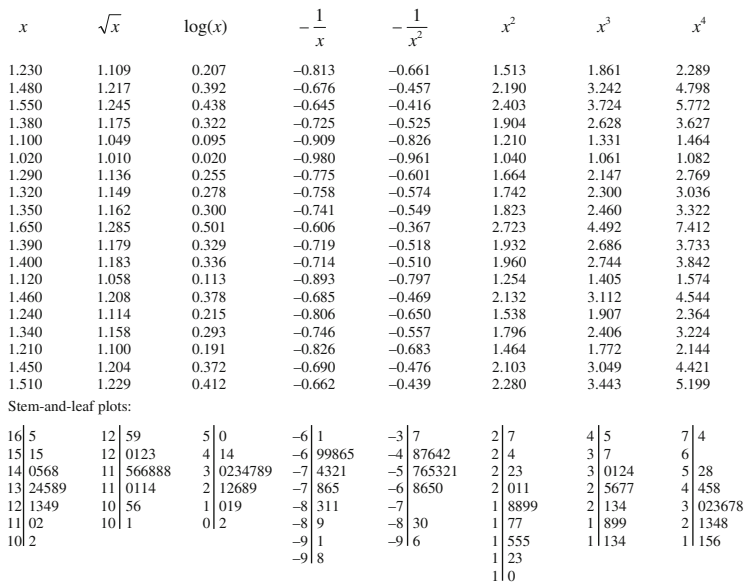 x √x log(x) –1/x –1/x² x² x³ x⁴
1.230 1.109 0.207 –0.813 –0.661 1.513 1.861 2.289
1.480 1.217 0.392 –0.676 –0.457 2.190 3.242 4.798
1.550 1.245 0.438 –0.645 –0.416 2.403 3.724 5.772
1.380 1.175 0.322 –0.725 –0.525 1.904 2.628 3.627
1.100 1.049 0.095 –0.909 –0.826 1.210 1.331 1.464
1.020 1.010 0.020 –0.980 –0.961 1.040 1.061 1.082
1.290 1.136 0.255 –0.775 –0.601 1.664 2.147 2.769
1.320 1.149 0.278 –0.758 –0.574 1.742 2.300 3.036
1.350 1.162 0.300 –0.741 –0.549 1.823 2.460 3.322
1.650 1.285 0.501 –0.606 –0.367 2.723 4.492 7.412
1.390 1.179 0.329 –0.719 –0.518 1.932 2.686 3.733
1.400 1.183 0.336 –0.714 –0.510 1.960 2.744 3.842
1.120 1.058 0.113 –0.893 –0.797 1.254 1.405 1.574
1.460 1.208 0.378 –0.685 –0.469 2.132 3.112 4.544
1.240 1.114 0.215 –0.806 –0.650 1.538 1.907 2.364
1.340 1.158 0.293 –0.746 –0.557 1.796 2.406 3.224
1.210 1.100 0.191 –0.826 –0.683 1.464 1.772 2.144
1.450 1.204 0.372 –0.690 –0.476 2.103 3.049 4.421
1.510 1.229 0.412 –0.662 –0.439 2.280 3.443 5.199
Stem-and-leaf plots:
16|5 12|59 5|0 –6|1 –3|7 2|7 4|5 7|4
15|15 12|0123 4|14 –6|99865 –4|87642 2|4 3|7 6|
14|0568 11|566888 3|0234789 –7|4321 –5|765321 2|23 3|0124 5|28
13|24589 11|0114 2|12689 –7|865 –6|8650 2|011 2|5677 4|458
12|1349 10|56 1|019 –8|311 –7| 1|8899 2|134 3|023678
11|02 10|1 0|2 –8|9 –8|30 1|77 1|899 2|1348
10|2 –9|1 –9|6 1|555 1|134 1|156
–9|8 1|23
1|0